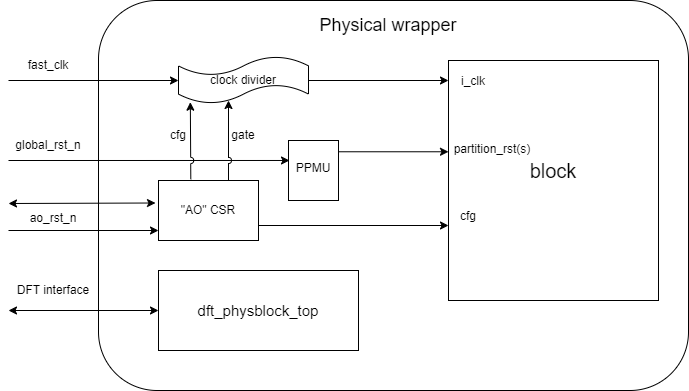 Physical wrapper
fast_clk
clock divider
i_clk
cfg
gate
global_rst_n
PPMU
partition_rst(s)
block
"AO" CSR
ao_rst_n
cfg
DFT interface
dft_physblock_top